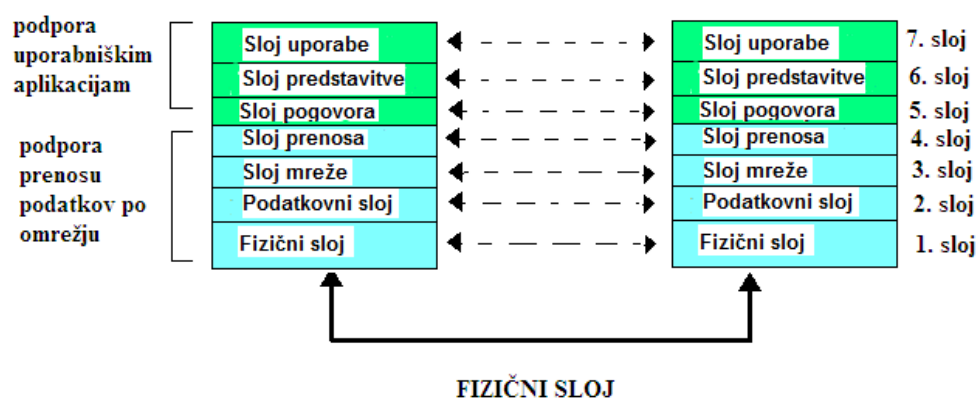 podpora
uporabniškim
aplikacijam
podpora
prenosu
podatkov po
omrežju
Sloj uporabe
Sloj predstavitve
Sloj pogovora
Sloj prenosa
Sloj mreže
Podatkovni sloj
Fizični sloj
Sloj uporabe
Sloj predstavitve
Sloj pogovora
Sloj prenosa
Sloj mreže
Podatkovni sloj
Fizični sloj
7. sloj
6. sloj
5. sloj
4. sloj
3. sloj
2. sloj
1. sloj
FIZIČNI SLOJ